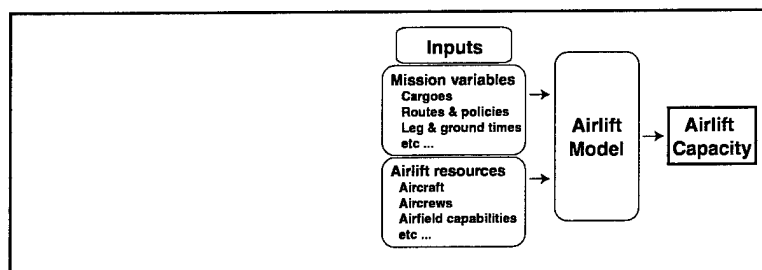 Inputs
Mission variables
Cargoes
Routes & policies
Leg & ground times
etc ...
Airlift resources
Aircraft
Aircrews
Airfield capabilities
etc ...
Airlift
Model
Airlift
Capacity